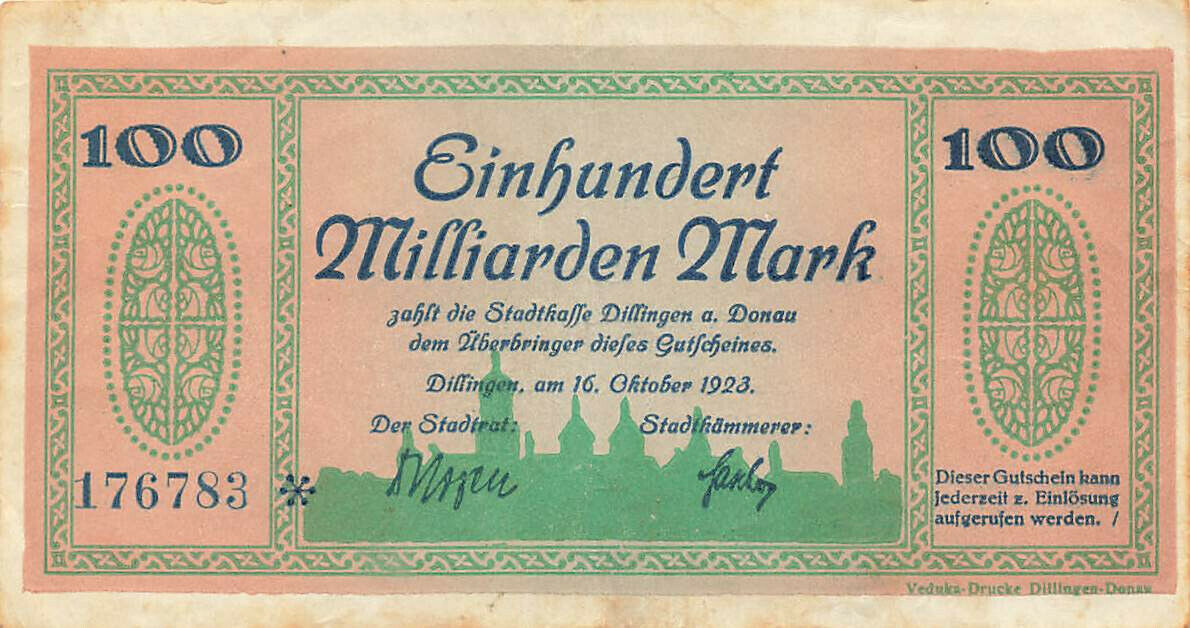 100
Einhundert
Milliarden Mark
zahlt die Stadtkasse Dillingen a. Donau
dem Überbringer dieses Gutscheines.
Dillingen, am 16. Oktober 1923.
Der Stadtrat:
Stadtkämmerer:
176783 *
100
Dieser Gutschein kann
jederzeit z. Einlösung
aufgerufen werden. /
Veduka-Drucke Dillingen-Donau